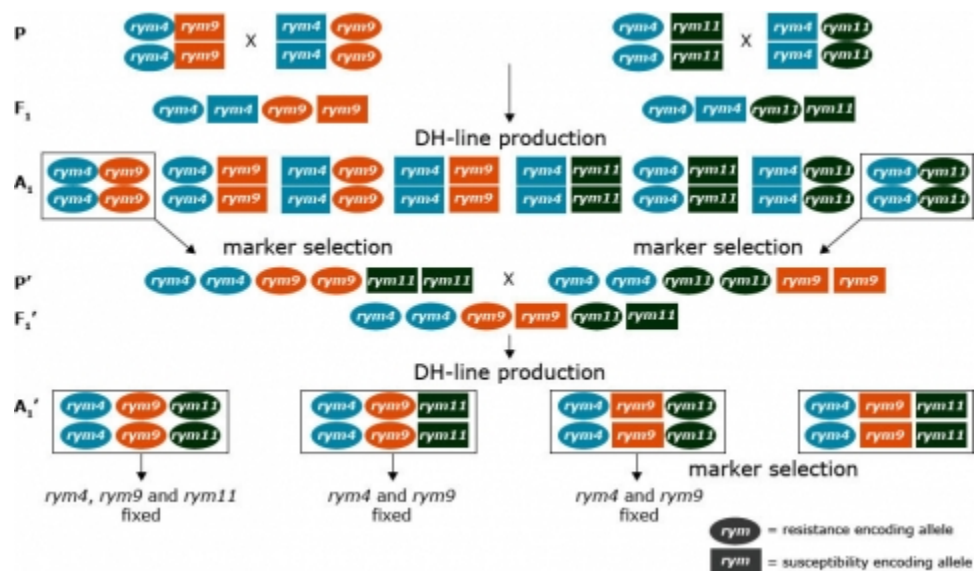 P
rym4 rym9 X rym4 rym9 rym4 rym11 X rym4 rym11
rym4 rym9 rym4 rym9 rym4 rym11 rym4 rym11
F1 rym4 rym4 rym9 rym9 rym4 rym4 rym11 rym11
DH-line production
A1
rym4 rym9 rym4 rym9 rym4 rym9 rym4 rym9 rym4 rym11 rym4 rym11 rym4 rym11 rym4 rym11
rym4 rym9 rym4 rym9 rym4 rym9 rym4 rym9 rym4 rym11 rym4 rym11 rym4 rym11 rym4 rym11
marker selection marker selection
P' rym4 rym4 rym9 rym9 rym11 rym11 X rym4 rym4 rym11 rym11 rym9 rym9
F1' rym4 rym4 rym9 rym9 rym11 rym11
DH-line production
A1'
rym4 rym9 rym11 rym4 rym9 rym11 rym4 rym9 rym11 rym4 rym9 rym11
rym4 rym9 rym11 rym4 rym9 rym11 rym4 rym9 rym11 rym4 rym9 rym11
marker selection
rym4, rym9 and rym11 rym4 and rym9 rym4 and rym9
fixed fixed fixed
rym = resistance encoding allele
rym = susceptibility encoding allele